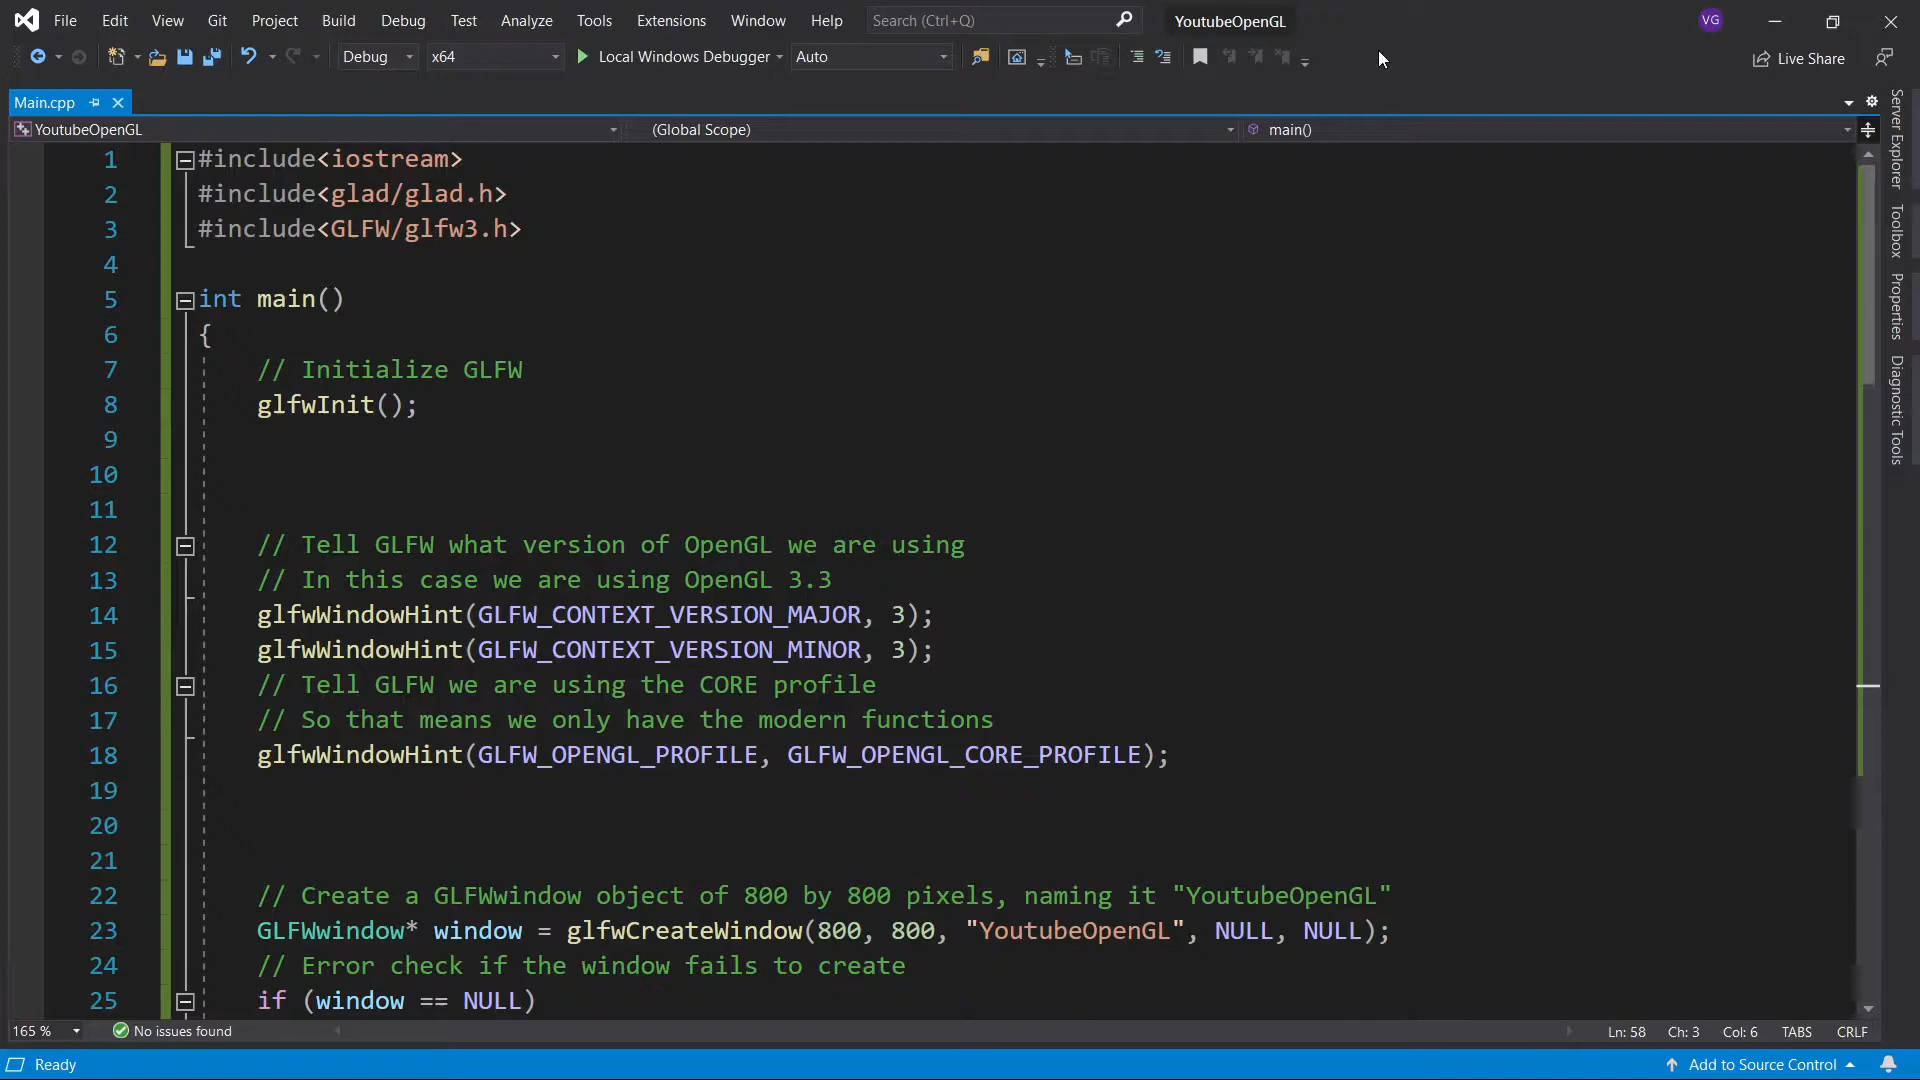 File Edit View Git Project Build Debug Test Analyze Tools Extensions Window Help Search (Ctrl+Q) YoutubeOpenGL VG
Debug x64 Local Windows Debugger Auto Live Share
Main.cpp
YoutubeOpenGL (Global Scope) main()
1 #include<iostream>
2 #include<glad/glad.h>
3 #include<GLFW/glfw3.h>
4
5 int main()
6 {
7 // Initialize GLFW
8 glfwInit();
9
10
11
12 // Tell GLFW what version of OpenGL we are using
13 // In this case we are using OpenGL 3.3
14 glfwWindowHint(GLFW_CONTEXT_VERSION_MAJOR, 3);
15 glfwWindowHint(GLFW_CONTEXT_VERSION_MINOR, 3);
16 // Tell GLFW we are using the CORE profile
17 // So that means we only have the modern functions
18 glfwWindowHint(GLFW_OPENGL_PROFILE, GLFW_OPENGL_CORE_PROFILE);
19
20
21
22 // Create a GLFWwindow object of 800 by 800 pixels, naming it "YoutubeOpenGL"
23 GLFWwindow* window = glfwCreateWindow(800, 800, "YoutubeOpenGL", NULL, NULL);
24 // Error check if the window fails to create
25 if (window == NULL)
Server Explorer
Toolbox
Properties
Diagnostic Tools
165 % No issues found Ln: 58 Ch: 3 Col: 6 TABS CRLF
Ready Add to Source Control